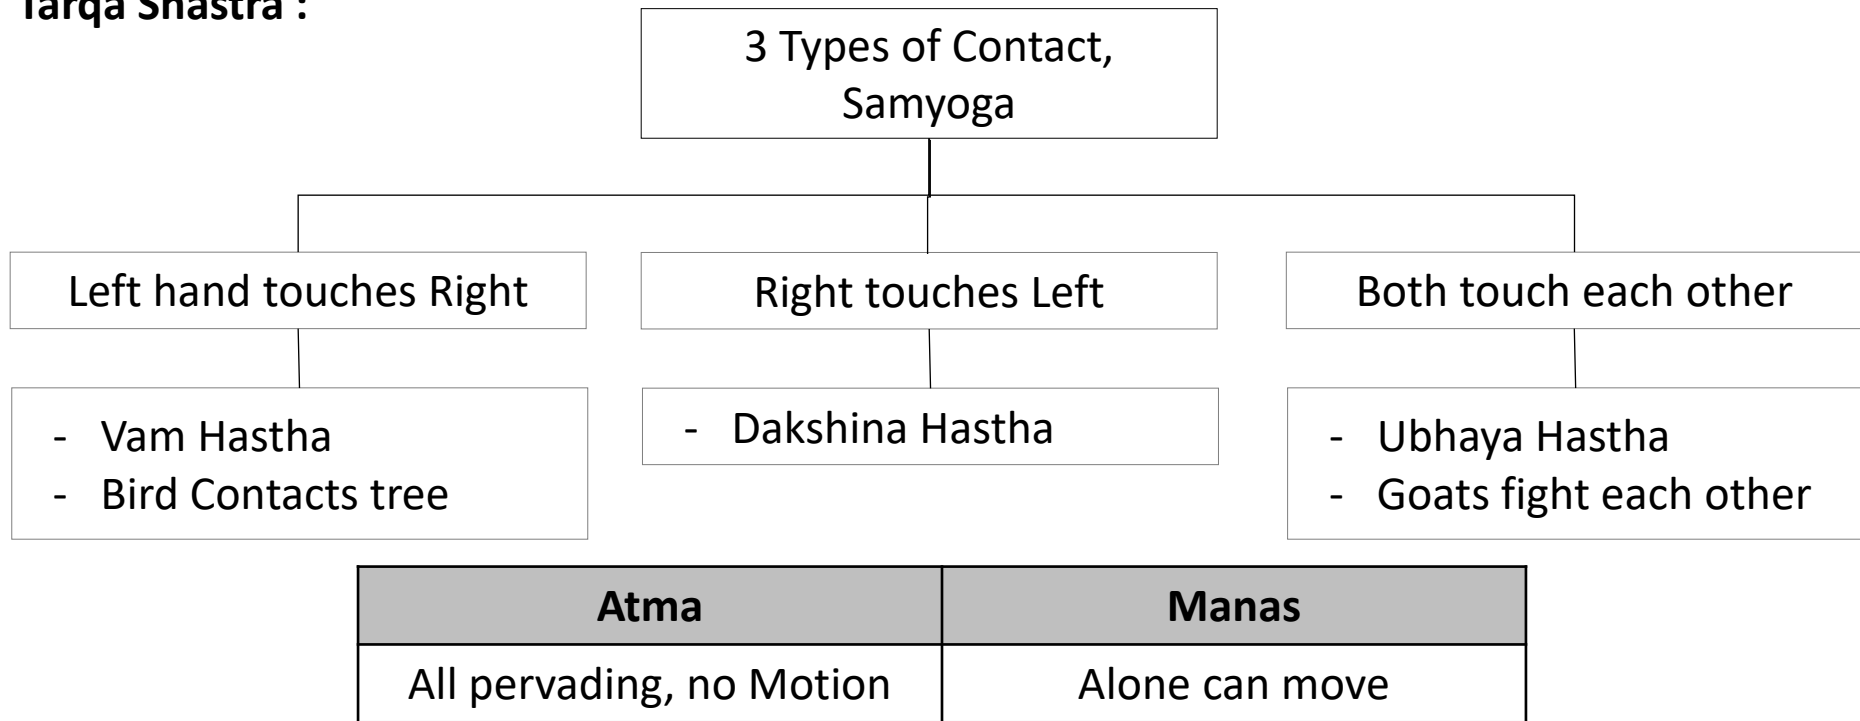 Tarqa Shastra :
3 Types of Contact,
Samyoga
Left hand touches Right
Right touches Left
Both touch each other
- Vam Hastha
- Bird Contacts tree
- Dakshina Hastha
- Ubhaya Hastha
- Goats fight each other
Atma
Manas
All pervading, no Motion
Alone can move